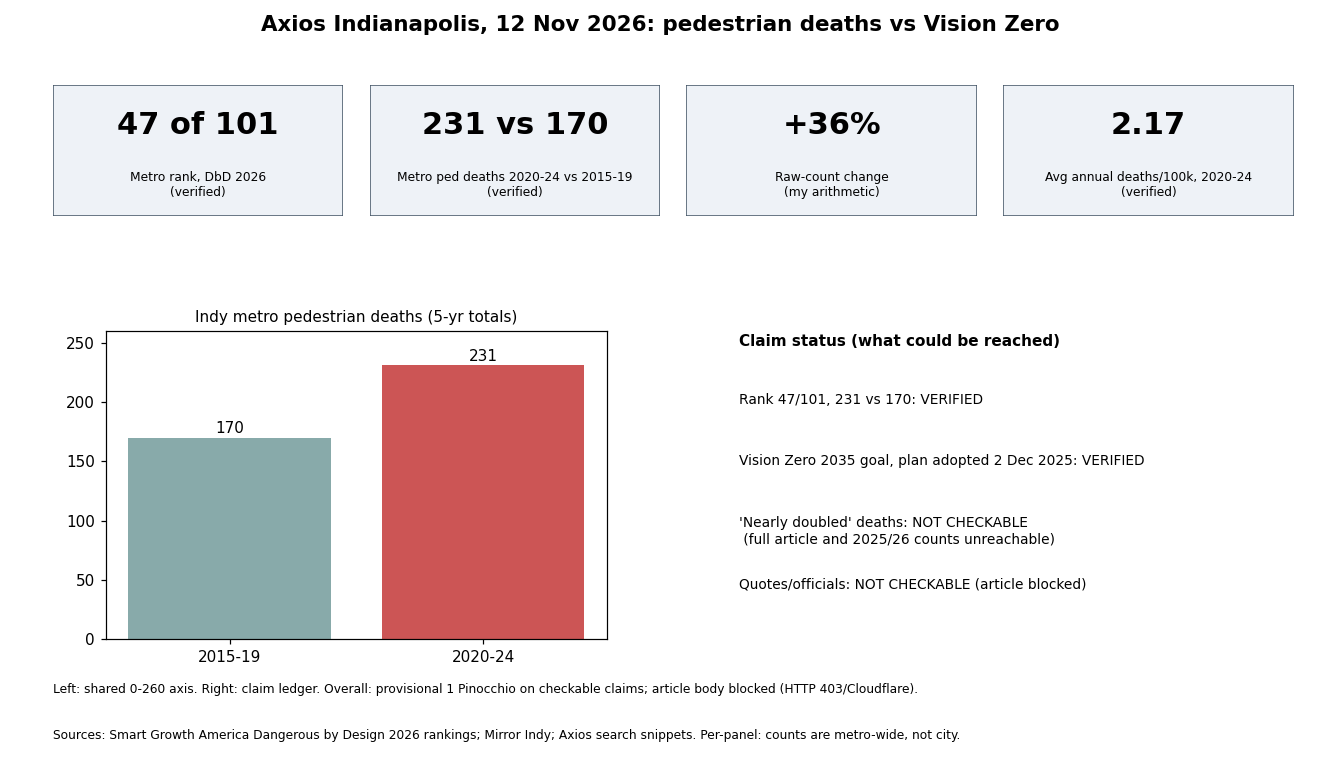 Axios Indianapolis, 12 Nov 2026: pedestrian deaths vs Vision Zero
47 of 101
Metro rank, DbD 2026
(verified)
231 vs 170
Metro ped deaths 2020-24 vs 2015-19
(verified)
+36%
Raw-count change
(my arithmetic)
2.17
Avg annual deaths/100k, 2020-24
(verified)
Indy metro pedestrian deaths (5-yr totals)
250
200
150
100
50
0
170
231
2015-19
2020-24
Claim status (what could be reached)
Rank 47/101, 231 vs 170: VERIFIED
Vision Zero 2035 goal, plan adopted 2 Dec 2025: VERIFIED
'Nearly doubled' deaths: NOT CHECKABLE
(full article and 2025/26 counts unreachable)
Quotes/officials: NOT CHECKABLE (article blocked)
Left: shared 0-260 axis. Right: claim ledger. Overall: provisional 1 Pinocchio on checkable claims; article body blocked (HTTP 403/Cloudflare).
Sources: Smart Growth America Dangerous by Design 2026 rankings; Mirror Indy; Axios search snippets. Per-panel: counts are metro-wide, not city.